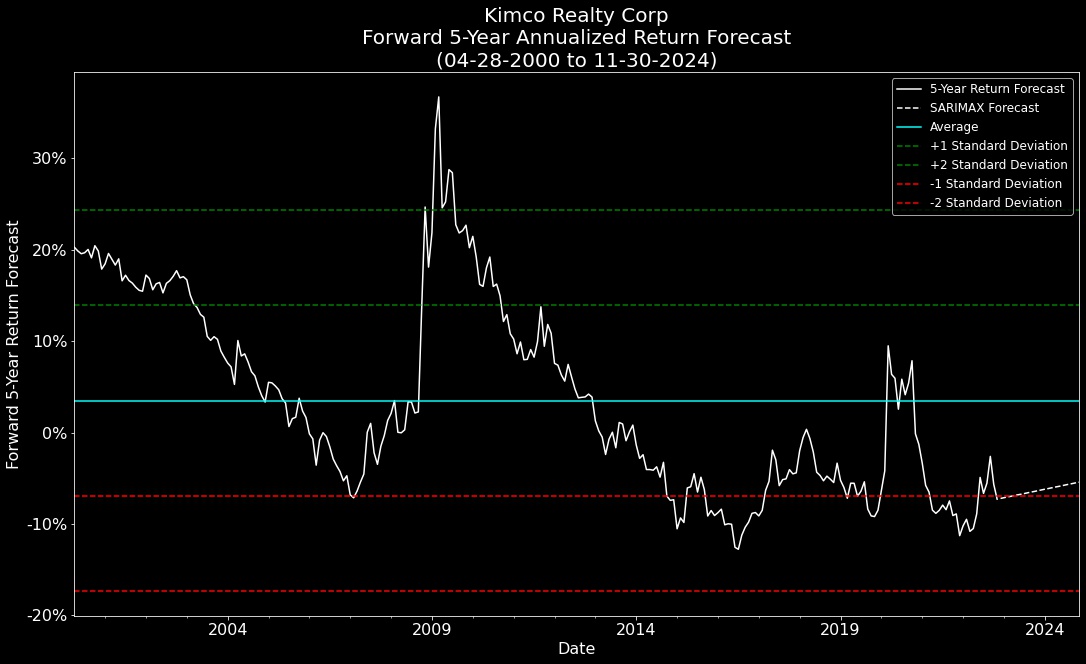 Kimco Realty Corp
Forward 5-Year Annualized Return Forecast
(04-28-2000 to 11-30-2024)
5-Year Return Forecast
SARIMAX Forecast
Average
+1 Standard Deviation
+2 Standard Deviation
-1 Standard Deviation
-2 Standard Deviation
Forward 5-Year Return Forecast
30%
20%
10%
0%
-10%
-20%
2004
2009
2014
2019
2024
Date